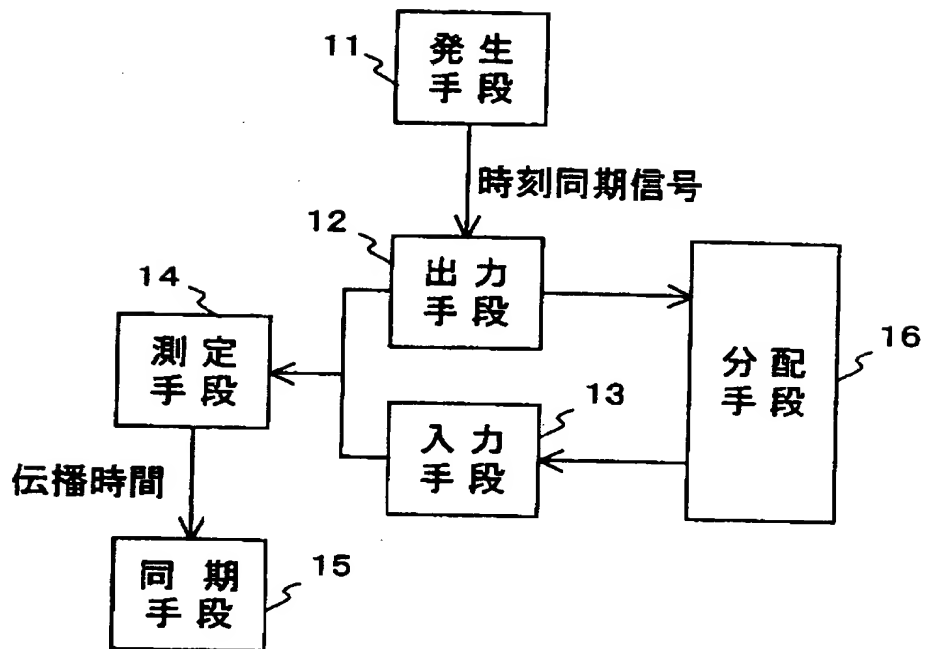 11
発生
手段
時刻同期信号
12
出力
手段
14
測定
手段
16
分配
手段
13
入力
手段
伝播時間
15
同期
手段